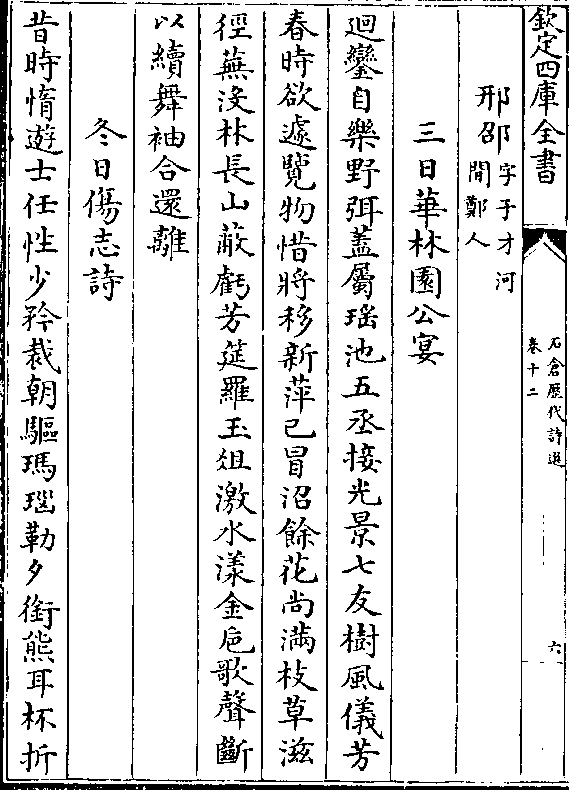 欽定四庫全書
石倉歷代詩選
卷十二
六
邢邵字子才河
間鄭人
三日華林園公宴
迴鑾自樂野弭蓋屬瑤池五丞接光景七友樹風儀芳
春時欲遽覽物惜將移新萍已冒沼餘花尚滿枝草滋
徑蕪沒林長山蔽虧芳筵羅玉俎激水漾金巵歌聲斷
以續舞袖合還離
冬日傷志詩
昔時惰遊士任性少矜裁朝驅瑪瑙勒夕銜熊耳杯折